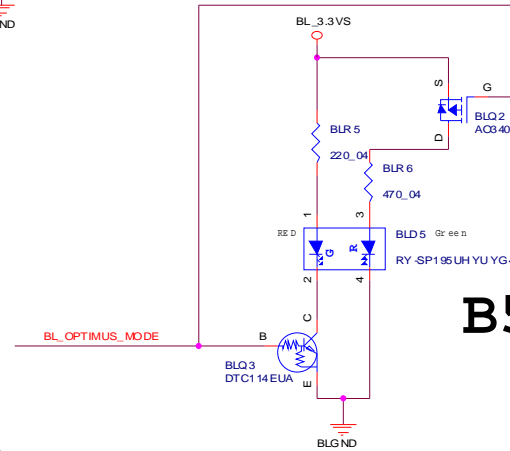 ND
BL_3.3VS
S
G
BLQ2
AO340
D
BLR5
220_04
BLR6
470_04
1
3
RED
G
R
BLD5
Green
RY-SP195UHYUYG-
2
4
B5
C
BL_OPTIMUS_MODE
B
BLQ3
DTC114EUA
E
BLGND